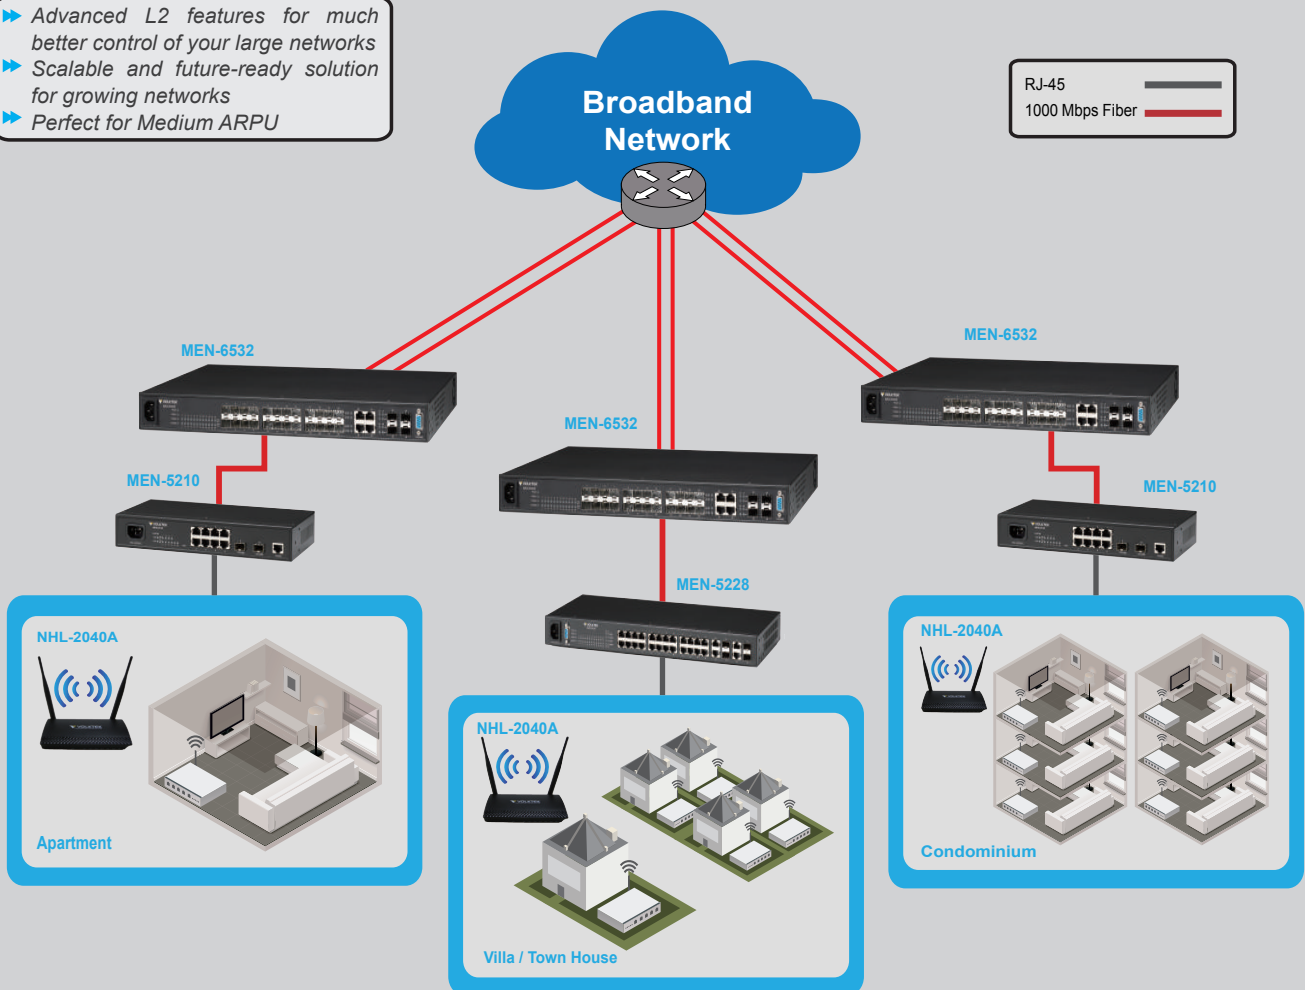 Advanced L2 features for much
better control of your large networks
Scalable and future-ready solution
for growing networks
Perfect for Medium ARPU
Broadband
Network
RJ-45
1000 Mbps Fiber
MEN-6532
MEN-6532
MEN-6532
MEN-5210
MEN-5210
MEN-5228
NHL-2040A
Apartment
NHL-2040A
Villa / Town House
NHL-2040A
Condominium